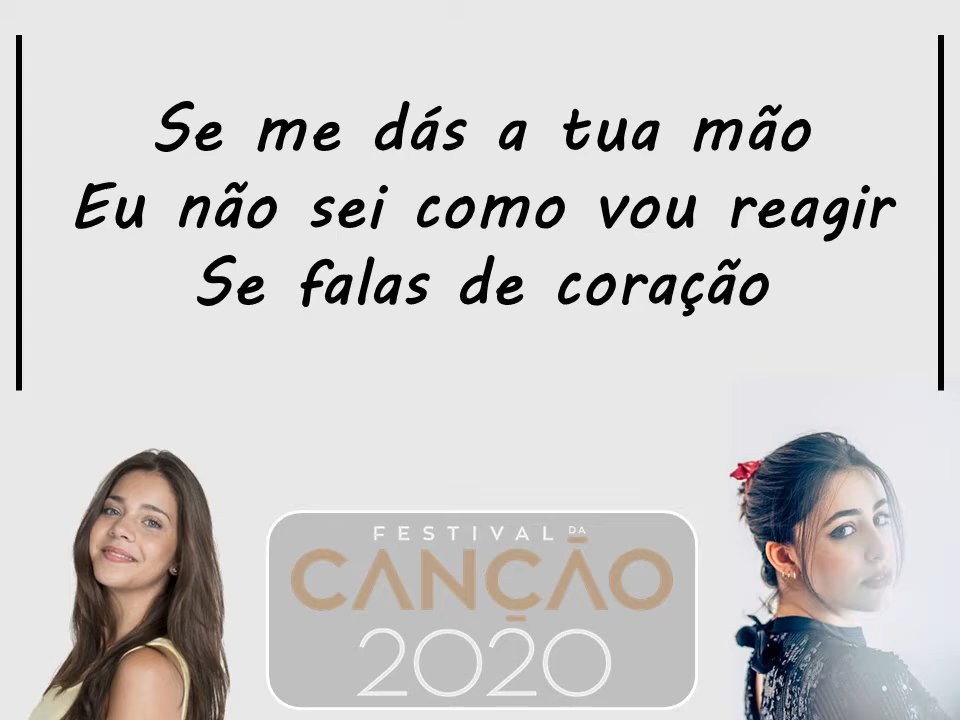 Se me dás a tua mão
Eu não sei como vou reagir
Se falas de coração
FESTIVAL DA
CANÇÃO
2020